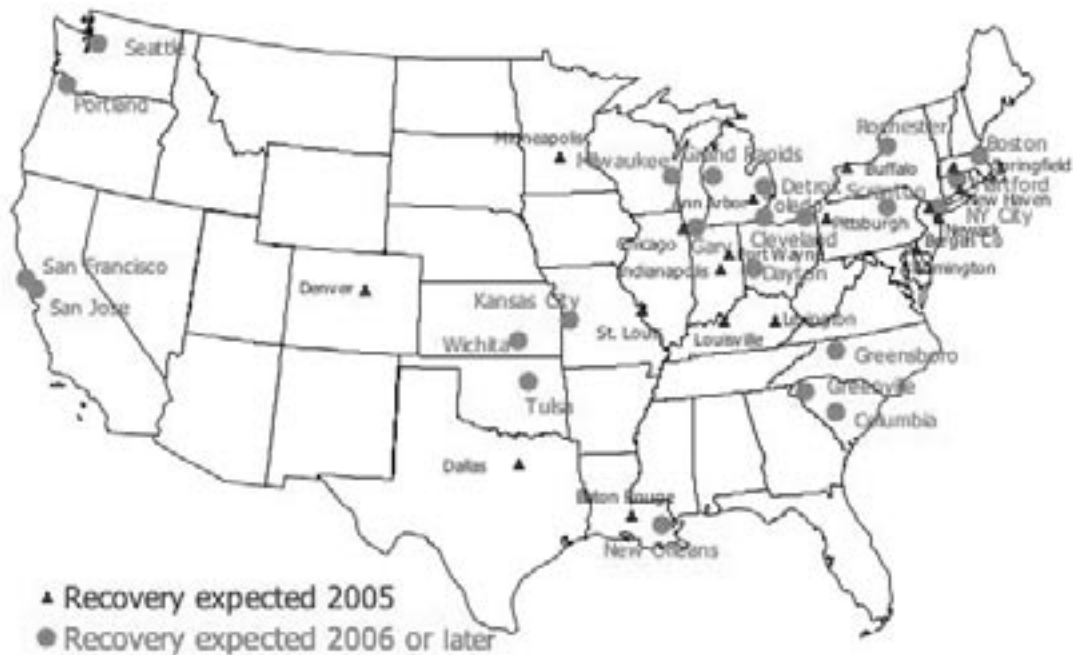 Seattle
Portland
Minneapolis
Milwaukee
Grand Rapids
Rochester
Boston
Buffalo
Springfield
Detroit
Scranton
Hartford
Ann Arbor
Toledo
New Haven
NY City
Pittsburgh
Newark
Chicago
Gary
Cleveland
Bergen Co
Fort Wayne
San Francisco
Indianapolis
Dayton
Denver
San Jose
Kansas City
St. Louis
Lexington
Louisville
Wichita
Greensboro
Greenville
Tulsa
Columbia
Dallas
Baton Rouge
New Orleans
Recovery expected 2005
Recovery expected 2006 or later